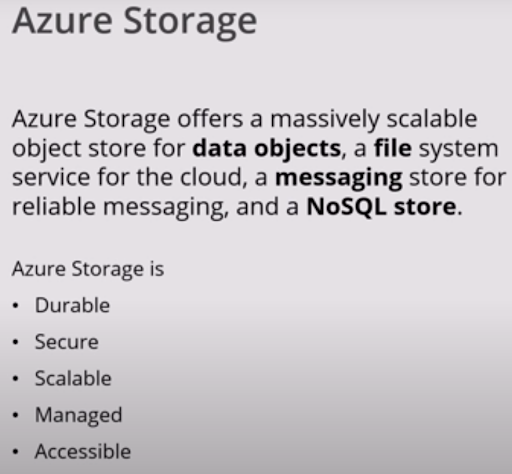 Azure Storage
Azure Storage offers a massively scalable
object store for data objects, a file system
service for the cloud, a messaging store for
reliable messaging, and a NoSQL store.
Azure Storage is
• Durable
• Secure
• Scalable
• Managed
• Accessible